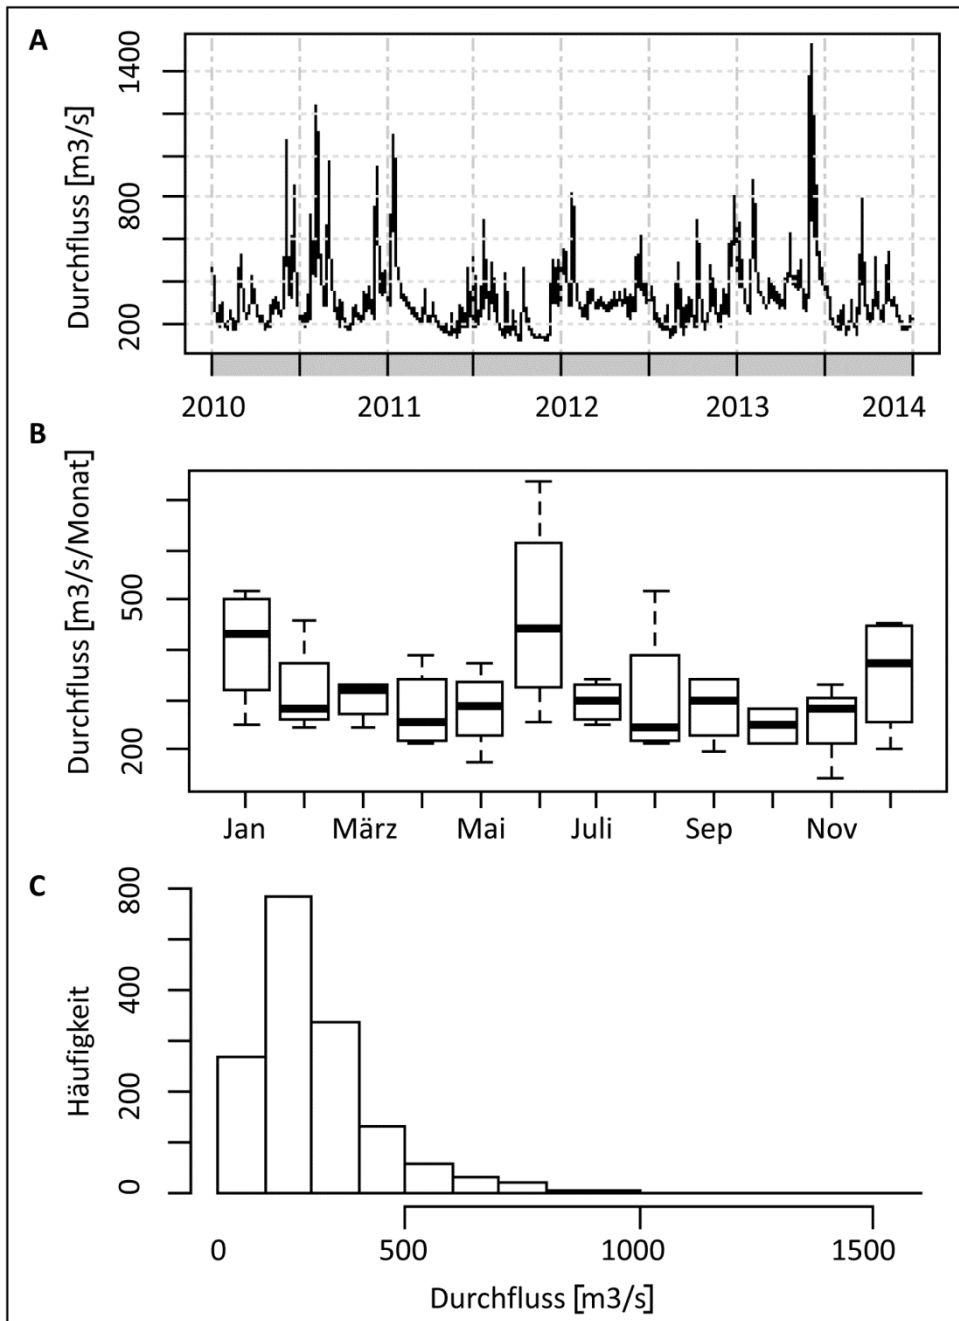 A
1400
800
200
Durchfluss [m3/s]
2010 2011 2012 2013 2014
B
500
200
Durchfluss [m3/s/Monat]
Jan März Mai Juli Sep Nov
C
800
400
200
0
Häufigkeit
0 500 1000 1500
Durchfluss [m3/s]